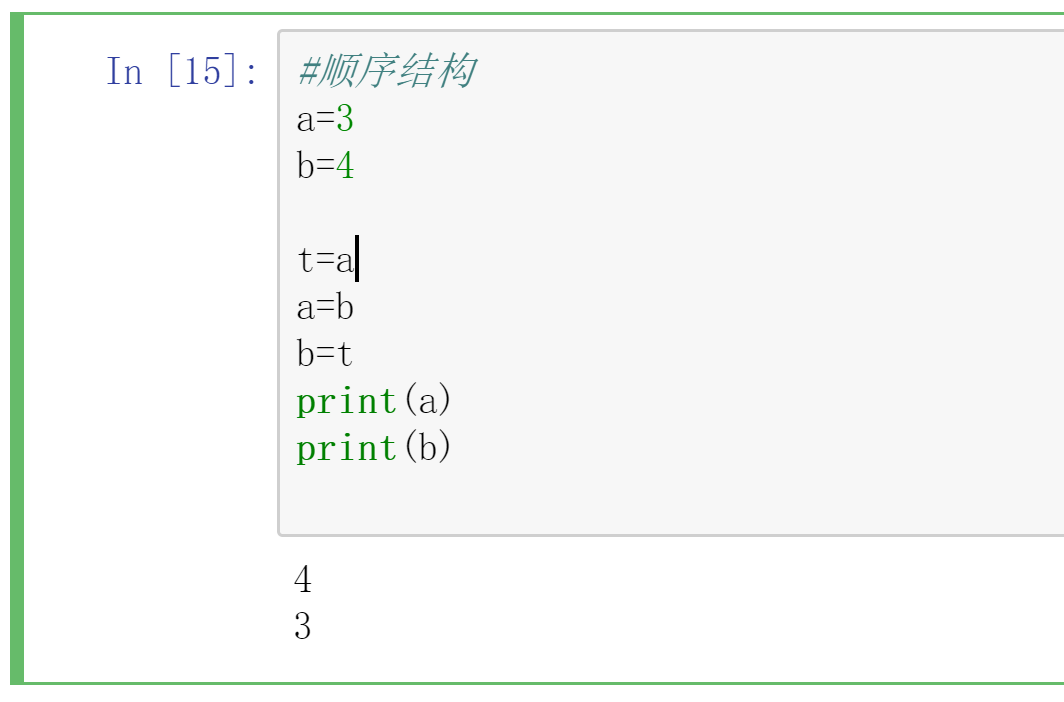 In [15]:
#顺序结构
a=3
b=4
t=a
a=b
b=t
print(a)
print(b)
4
3